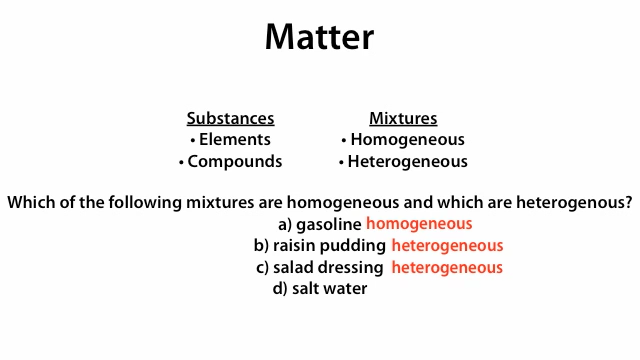 Matter
Substances
• Elements
• Compounds
Mixtures
• Homogeneous
• Heterogeneous
Which of the following mixtures are homogeneous and which are heterogenous?
a) gasoline homogeneous
b) raisin pudding heterogeneous
c) salad dressing heterogeneous
d) salt water